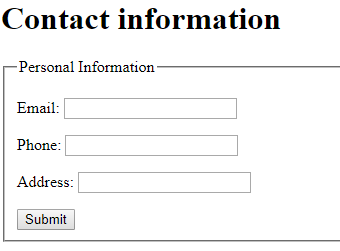 Contact information
Personal Information
Email:
Phone:
Address:
Submit